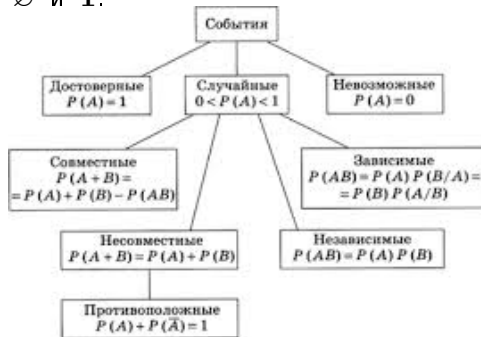 ∅ и 1.
События
Достоверные
P (A) = 1
Случайные
0 < P (A) < 1
Невозможные
P (A) = 0
Совместные
P (A + B) =
= P (A) + P (B) − P (AB)
Зависимые
P (AB) = P (A) P (B/A) =
= P (B) P (A/B)
Несовместные
P (A + B) = P (A) + P (B)
Независимые
P (AB) = P (A) P (B)
Противоположные
P (A) + P (A̅) = 1